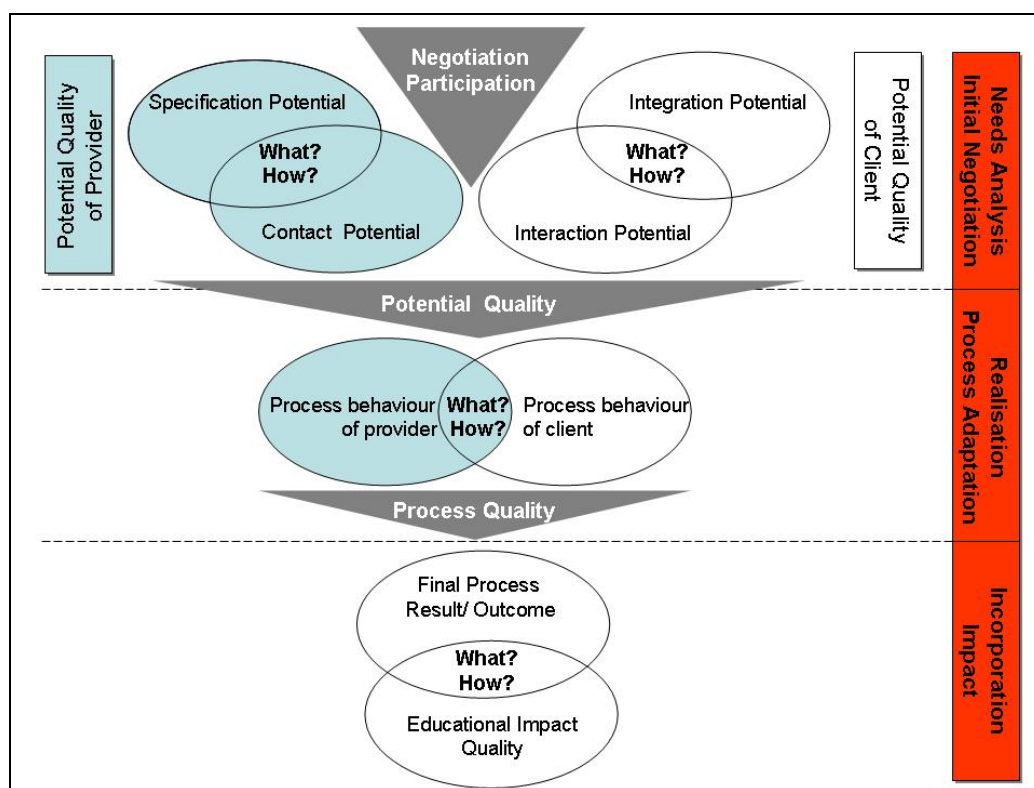 Potential Quality
of Provider
Specification Potential
What?
How?
Contact Potential
Negotiation
Participation
Integration Potential
What?
How?
Interaction Potential
Potential Quality
of Client
Needs Analysis
Initial Negotiation
Potential Quality
Process behaviour
of provider
What?
How?
Process behaviour
of client
Realisation
Process Adaptation
Process Quality
Final Process
Result/ Outcome
What?
How?
Educational Impact
Quality
Incorporation
Impact